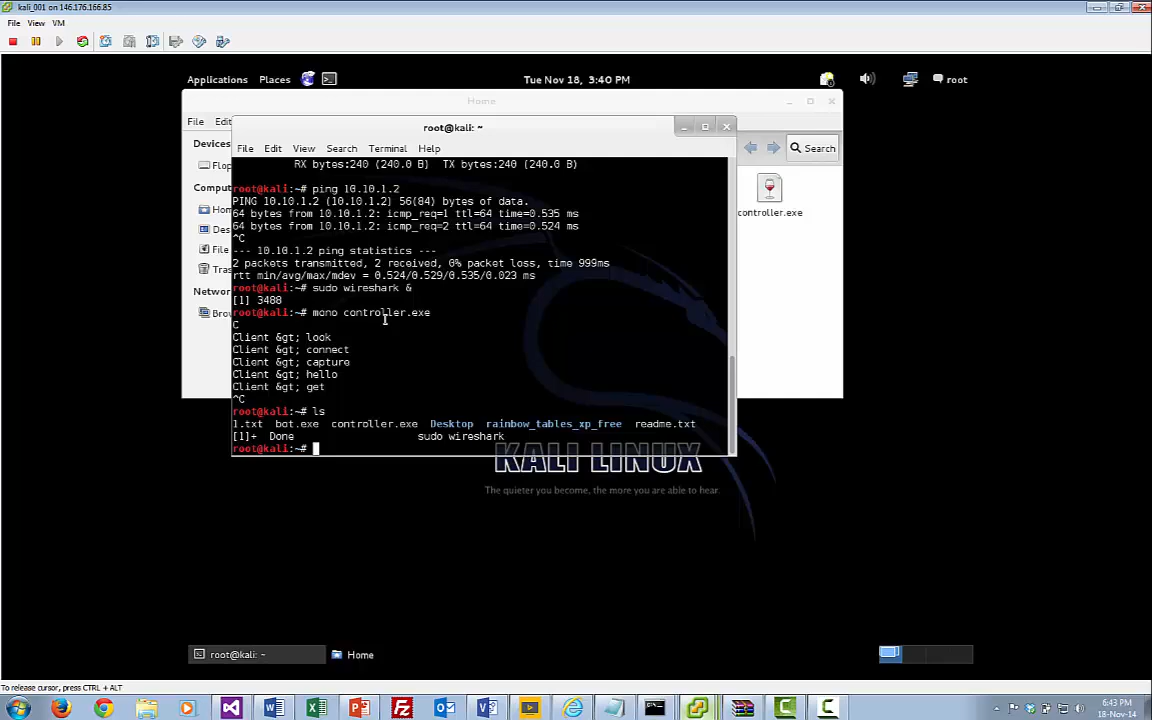 kali_001 on 146.176.166.85
File View VM
Applications Places Tue Nov 18, 3:40 PM root
Home
File Edit
root@kali: ~
File Edit View Search Terminal Help
Search
Devices
Flop
Comput
Hom
Des
File
Tras
Networ
Brow
controller.exe
RX bytes:240 (240.0 B) TX bytes:240 (240.0 B)
root@kali:~# ping 10.10.1.2
PING 10.10.1.2 (10.10.1.2) 56(84) bytes of data.
64 bytes from 10.10.1.2: icmp_req=1 ttl=64 time=0.535 ms
64 bytes from 10.10.1.2: icmp_req=2 ttl=64 time=0.524 ms
^C
--- 10.10.1.2 ping statistics ---
2 packets transmitted, 2 received, 0% packet loss, time 999ms
rtt min/avg/max/mdev = 0.524/0.529/0.535/0.023 ms
root@kali:~# sudo wireshark &
[1] 3488
root@kali:~# mono controller.exe
C
Client &gt; look
Client &gt; connect
Client &gt; capture
Client &gt; hello
Client &gt; get
^C
root@kali:~# ls
1.txt bot.exe controller.exe Desktop rainbow_tables_xp_free readme.txt
[1]+ Done sudo wireshark
root@kali:~#
KALI LINUX
The quieter you become, the more you are able to hear.
root@kali: ~ Home
To release cursor, press CTRL + ALT
6:43 PM
18-Nov-14